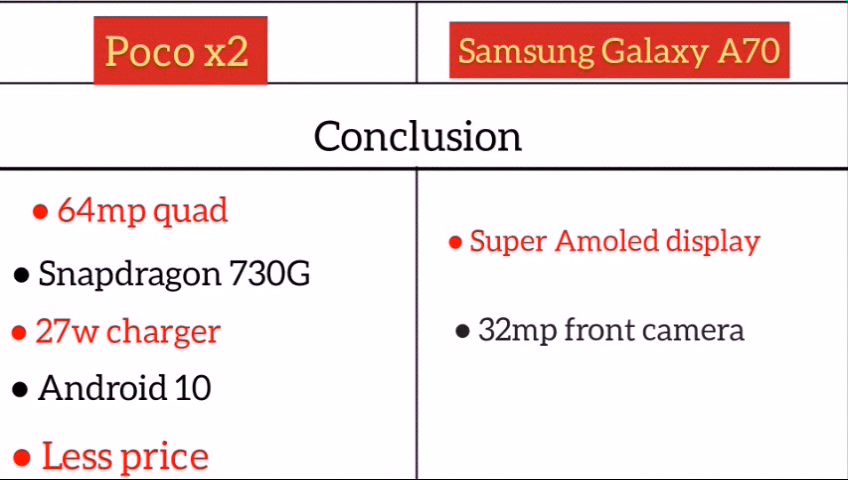 Poco x2
Samsung Galaxy A70
Conclusion
• 64mp quad
• Snapdragon 730G
• 27w charger
• Android 10
• Less price
• Super Amoled display
• 32mp front camera